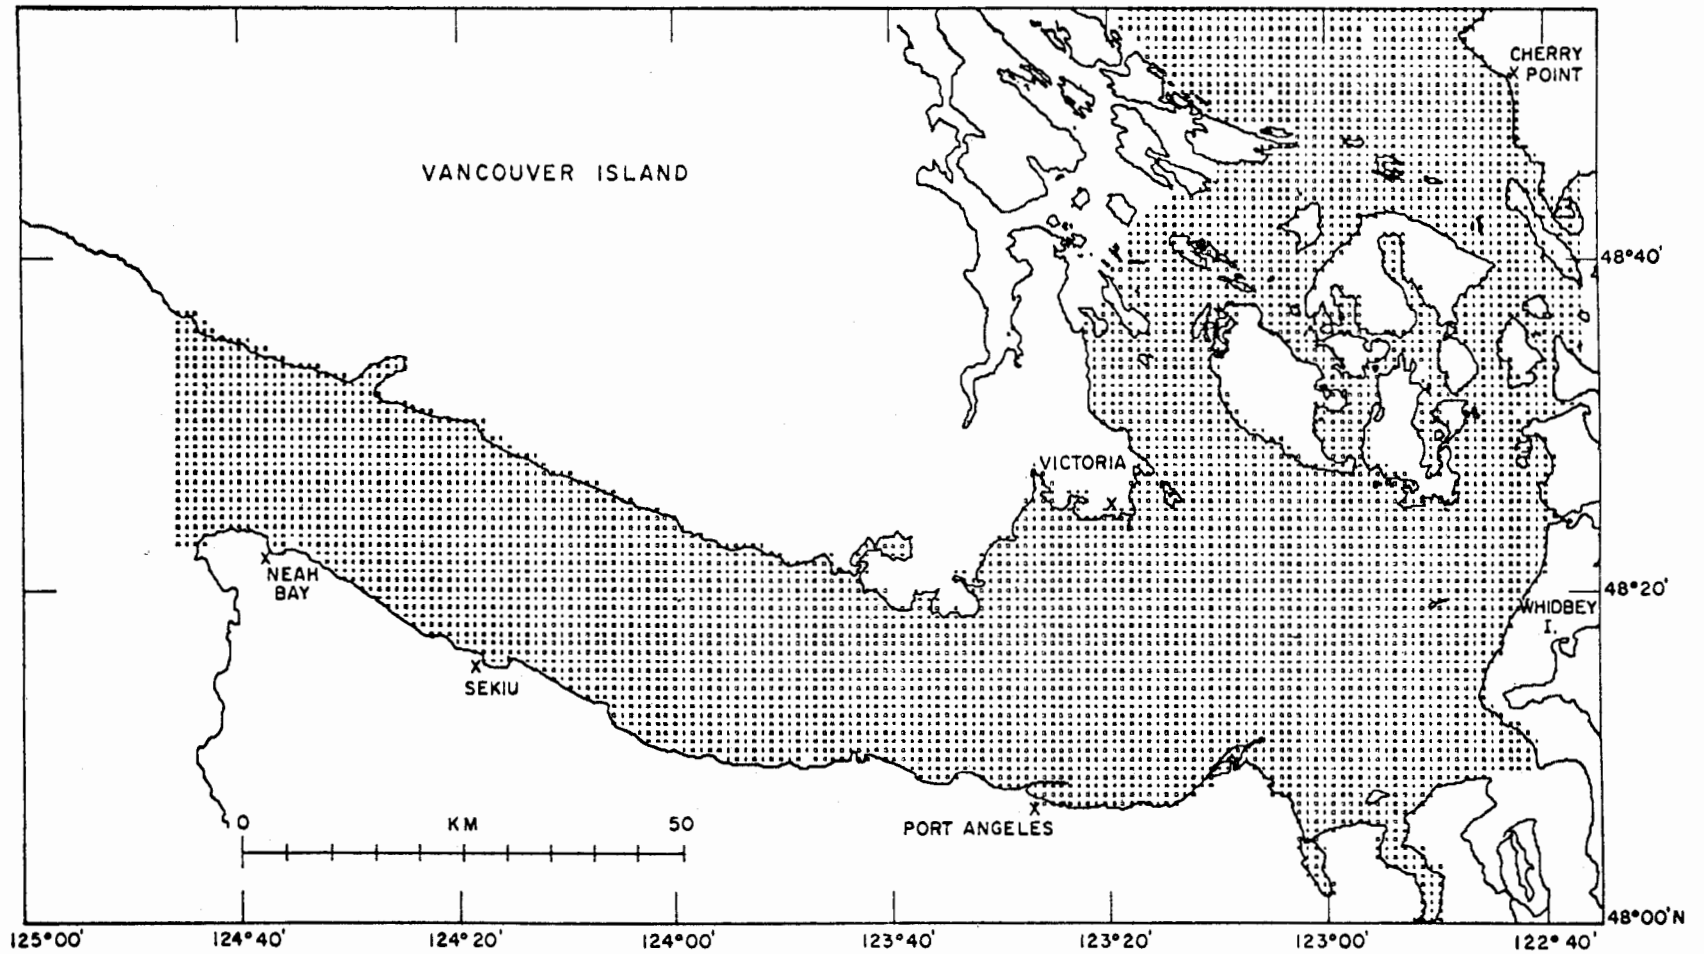 CHERRY
X POINT
VANCOUVER ISLAND
48°40'
VICTORIA
X
X
NEAH
BAY
48°20'
WHIDBEY
I.
X
SEKIU
X
0 KM 50
PORT ANGELES
48°00'N
125°00' 124°40' 124°20' 124°00' 123°40' 123°20' 123°00' 122°40'